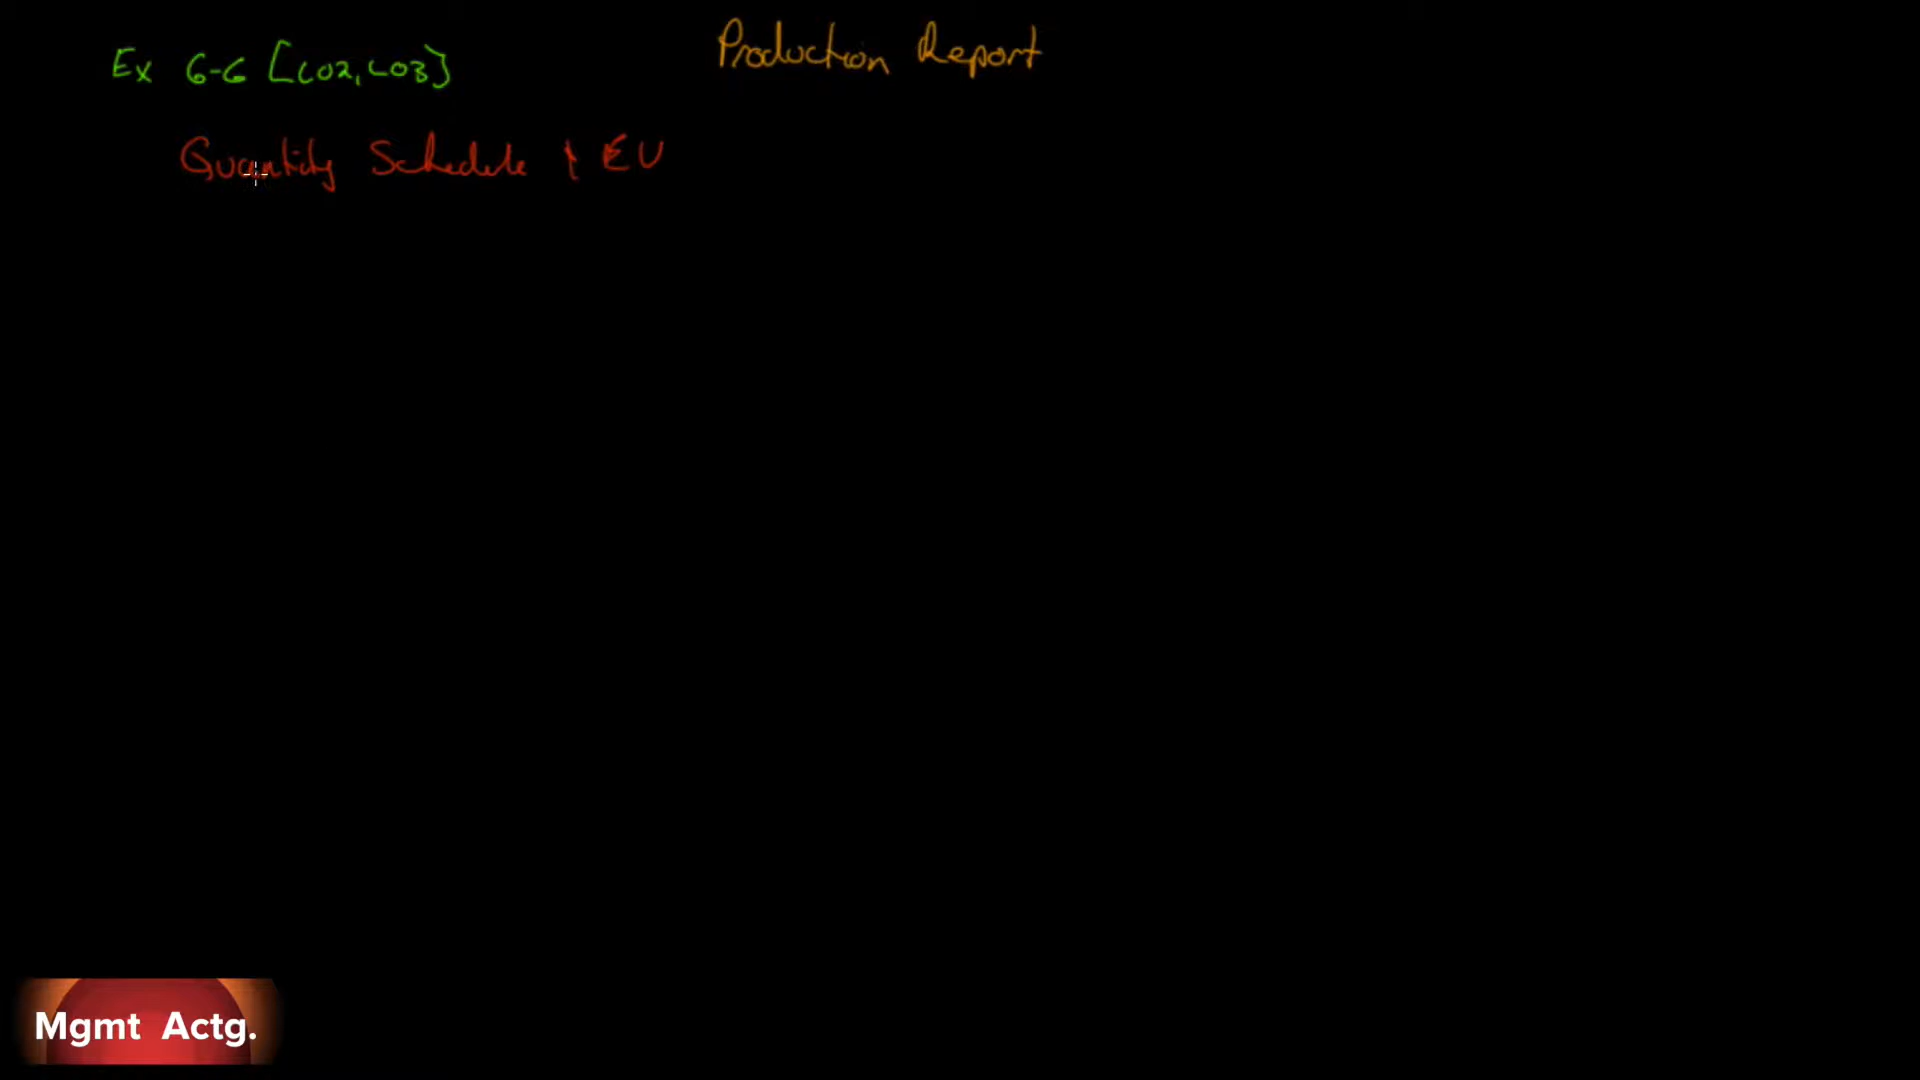 Ex 6-6 [LO2, LO3]
Production Report
Quantity Schedule & EU
Mgmt Actg.